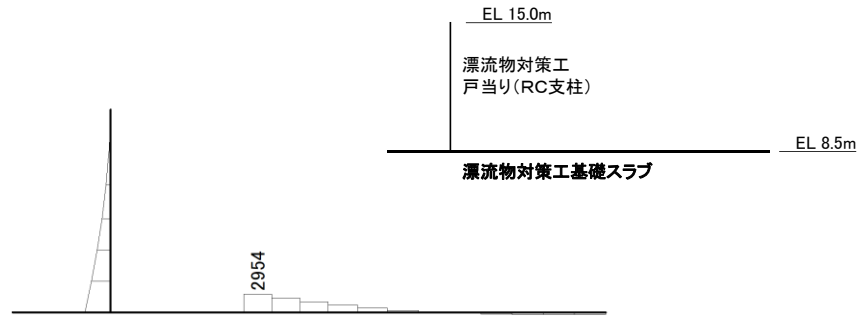 EL 15.0m
漂流物対策工
戸当り(RC支柱)
EL 8.5m
漂流物対策工基礎スラブ
2954